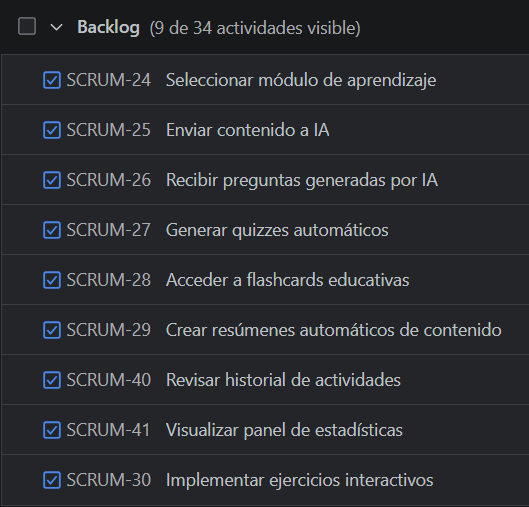 Backlog (9 de 34 actividades visible)
SCRUM-24 Seleccionar módulo de aprendizaje
SCRUM-25 Enviar contenido a IA
SCRUM-26 Recibir preguntas generadas por IA
SCRUM-27 Generar quizzes automáticos
SCRUM-28 Acceder a flashcards educativas
SCRUM-29 Crear resúmenes automáticos de contenido
SCRUM-40 Revisar historial de actividades
SCRUM-41 Visualizar panel de estadísticas
SCRUM-30 Implementar ejercicios interactivos